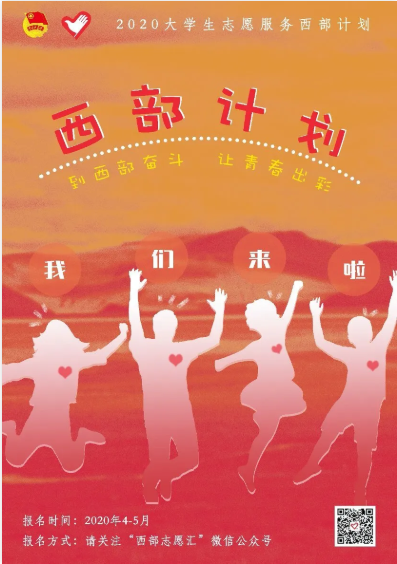 2020大学生志愿服务西部计划
西部计划
到西部奋斗 让青春出彩
我们来啦
报名时间：2020年4-5月
报名方式：请关注“西部志愿汇”微信公众号